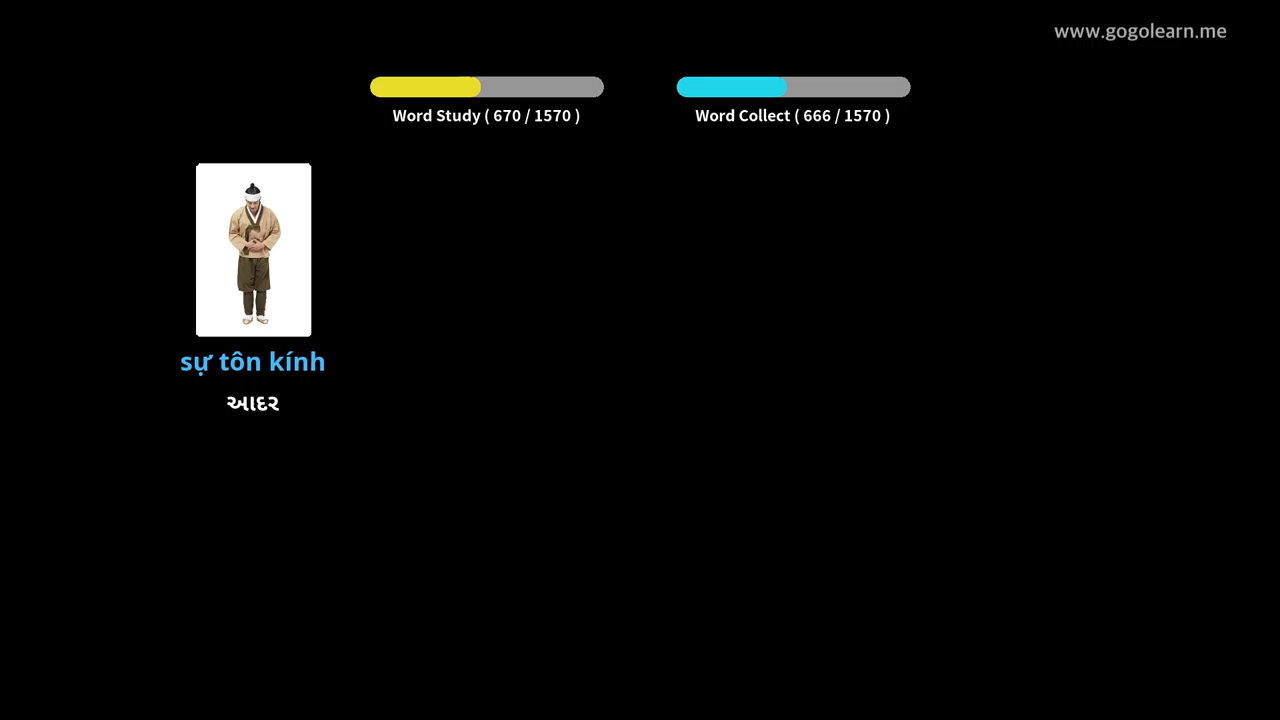 www.gogolearn.me
Word Study ( 670 / 1570 )
Word Collect ( 666 / 1570 )
sự tôn kính
આદર